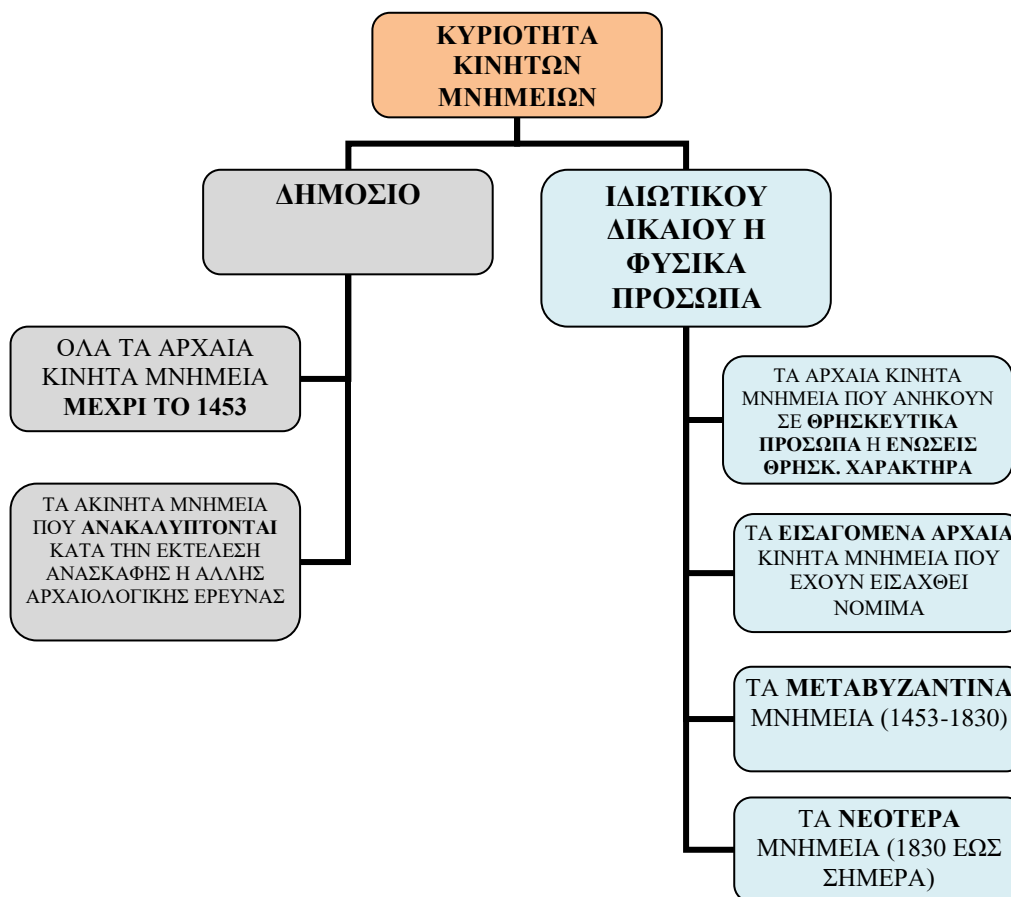 ΚΥΡΙΟΤΗΤΑ
ΚΙΝΗΤΩΝ
ΜΝΗΜΕΙΩΝ
ΔΗΜΟΣΙΟ
ΙΔΙΩΤΙΚΟΥ
ΔΙΚΑΙΟΥ Η
ΦΥΣΙΚΑ
ΠΡΟΣΩΠΑ
ΟΛΑ ΤΑ ΑΡΧΑΙΑ
ΚΙΝΗΤΑ ΜΝΗΜΕΙΑ
ΜΕΧΡΙ ΤΟ 1453
ΤΑ ΑΚΙΝΗΤΑ ΜΝΗΜΕΙΑ
ΠΟΥ ΑΝΑΚΑΛΥΠΤΟΝΤΑΙ
ΚΑΤΑ ΤΗΝ ΕΚΤΕΛΕΣΗ
ΑΝΑΣΚΑΦΗΣ Η ΑΛΛΗΣ
ΑΡΧΑΙΟΛΟΓΙΚΗΣ ΕΡΕΥΝΑΣ
ΤΑ ΑΡΧΑΙΑ ΚΙΝΗΤΑ
ΜΝΗΜΕΙΑ ΠΟΥ ΑΝΗΚΟΥΝ
ΣΕ ΘΡΗΣΚΕΥΤΙΚΑ
ΠΡΟΣΩΠΑ Η ΕΝΩΣΕΙΣ
ΘΡΗΣΚ. ΧΑΡΑΚΤΗΡΑ
ΤΑ ΕΙΣΑΓΟΜΕΝΑ ΑΡΧΑΙΑ
ΚΙΝΗΤΑ ΜΝΗΜΕΙΑ ΠΟΥ
ΕΧΟΥΝ ΕΙΣΑΧΘΕΙ
ΝΟΜΙΜΑ
ΤΑ ΜΕΤΑΒΥΖΑΝΤΙΝΑ
ΜΝΗΜΕΙΑ (1453-1830)
ΤΑ ΝΕΟΤΕΡΑ
ΜΝΗΜΕΙΑ (1830 ΕΩΣ
ΣΗΜΕΡΑ)